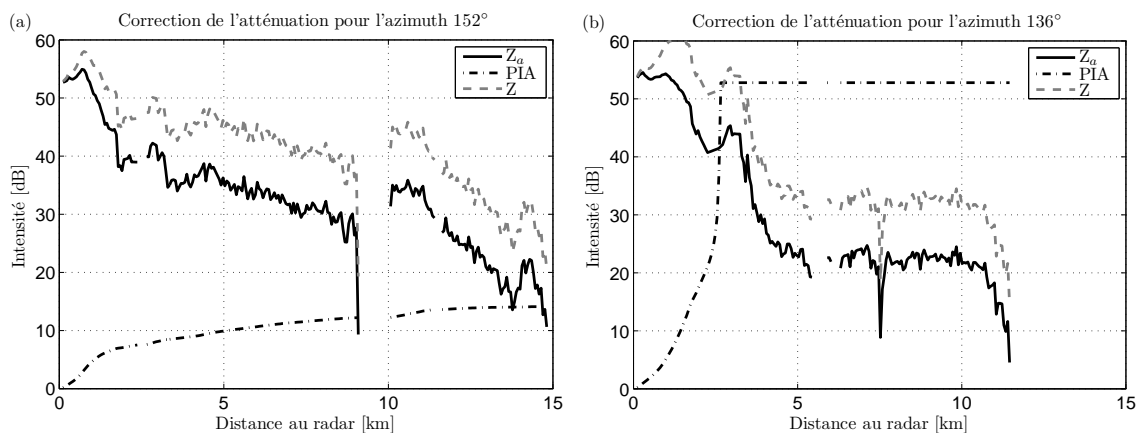 (a) Correction de l'atténuation pour l'azimuth 152°
60
50
40
30
20
10
0
Intensité [dB]
Z_a
PIA
Z
0 5 10 15
Distance au radar [km]
(b) Correction de l'atténuation pour l'azimuth 136°
60
50
40
30
20
10
0
Intensité [dB]
Z_a
PIA
Z
0 5 10 15
Distance au radar [km]